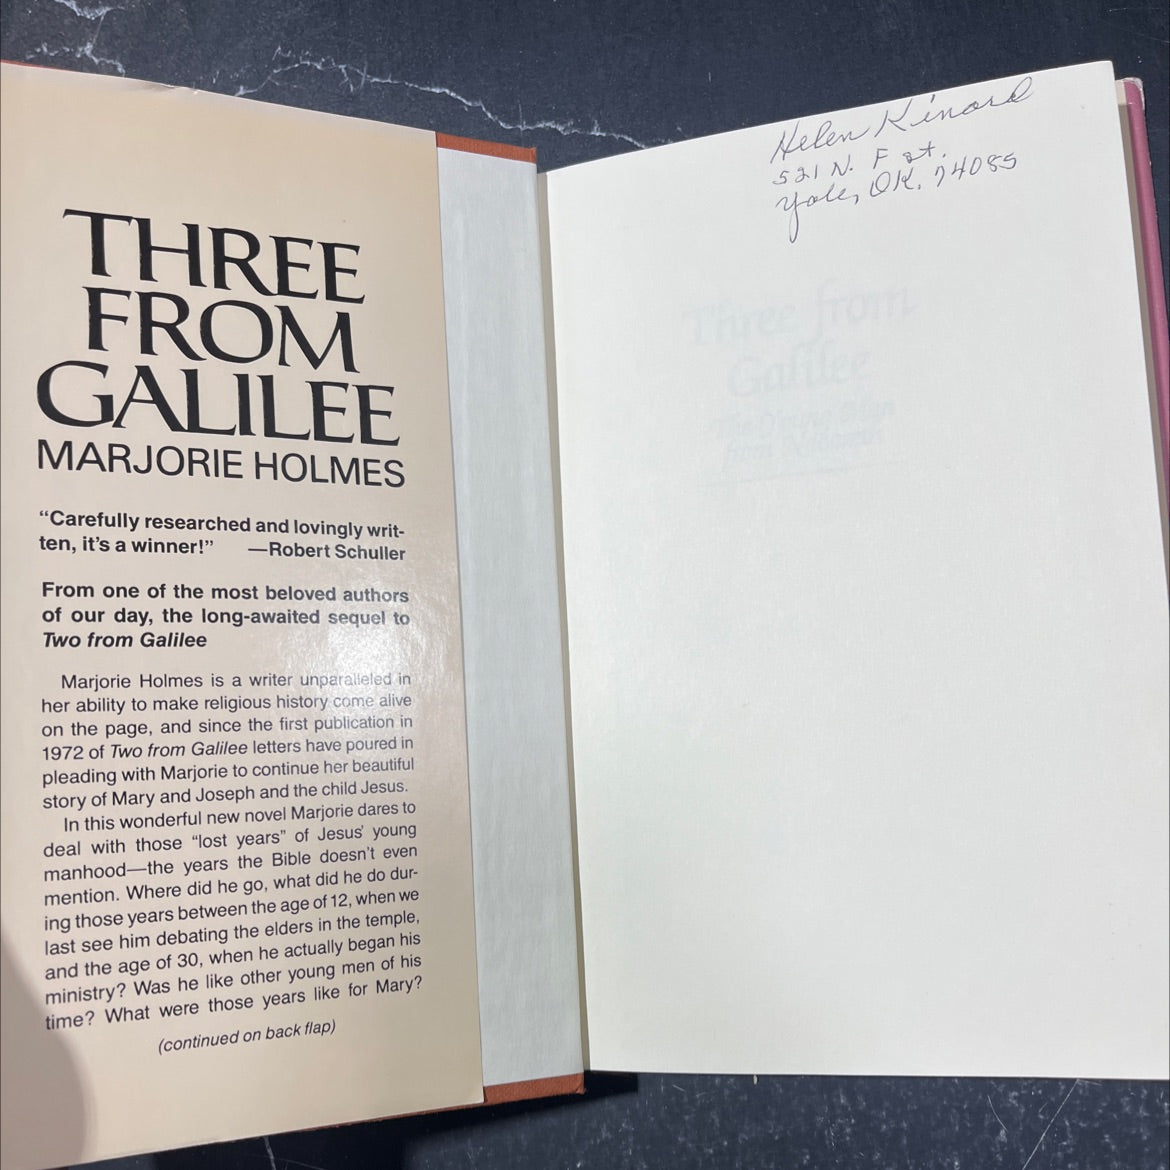 THREE
FROM
GALILEE
MARJORIE HOLMES
“Carefully researched and lovingly writ-
ten, it’s a winner!” —Robert Schuller
From one of the most beloved authors
of our day, the long-awaited sequel to
Two from Galilee
Marjorie Holmes is a writer unparalleled in
her ability to make religious history come alive
on the page, and since the first publication in
1972 of Two from Galilee letters have poured in
pleading with Marjorie to continue her beautiful
story of Mary and Joseph and the child Jesus.
In this wonderful new novel Marjorie dares to
deal with those “lost years” of Jesus’ young
manhood—the years the Bible doesn’t even
mention. Where did he go, what did he do dur-
ing those years between the age of 12, when we
last see him debating the elders in the temple,
and the age of 30, when he actually began his
ministry? Was he like other young men of his
time? What were those years like for Mary?
(continued on back flap)
Helen Kinard
521 N. F st.
Yale, OK. 74085
Three from
Galilee
The Young Man
from Nazareth